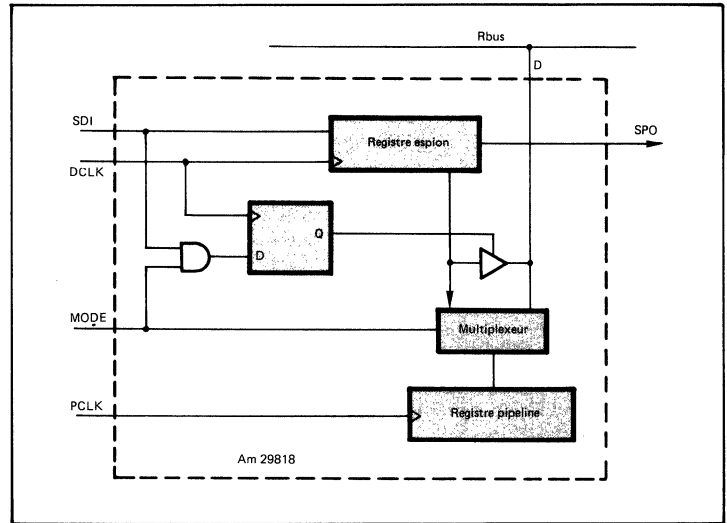 Rbus
D
SDI
SPO
Registre espion
DCLK
Q
D
MODE
Multiplexeur
PCLK
Registre pipeline
Am 29818